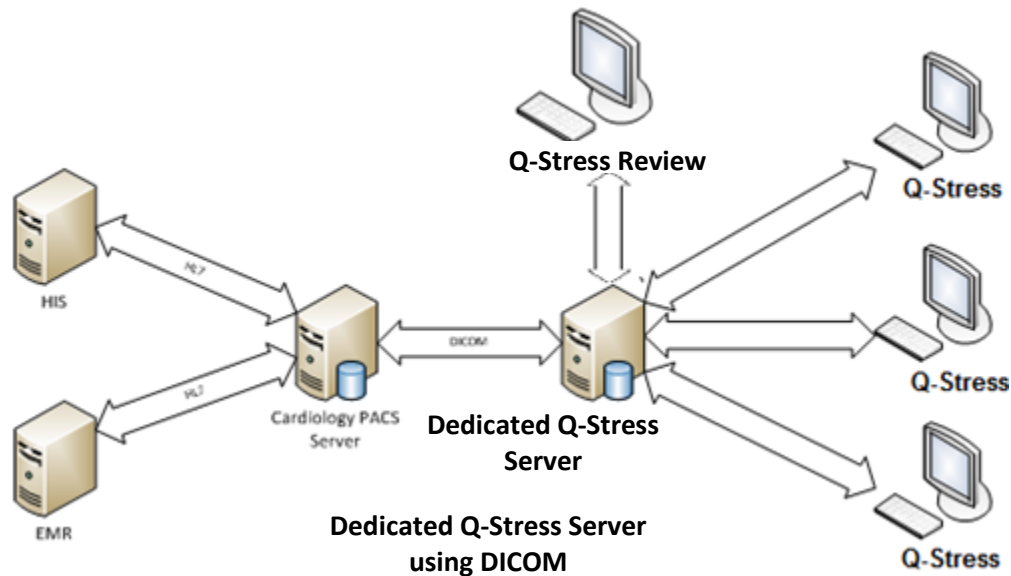 Q-Stress Review
Q-Stress
HL7
HIS
DICOM
Q-Stress
HL7
Cardiology PACS
Server
Dedicated Q-Stress
Server
EMR
Dedicated Q-Stress Server
using DICOM
Q-Stress